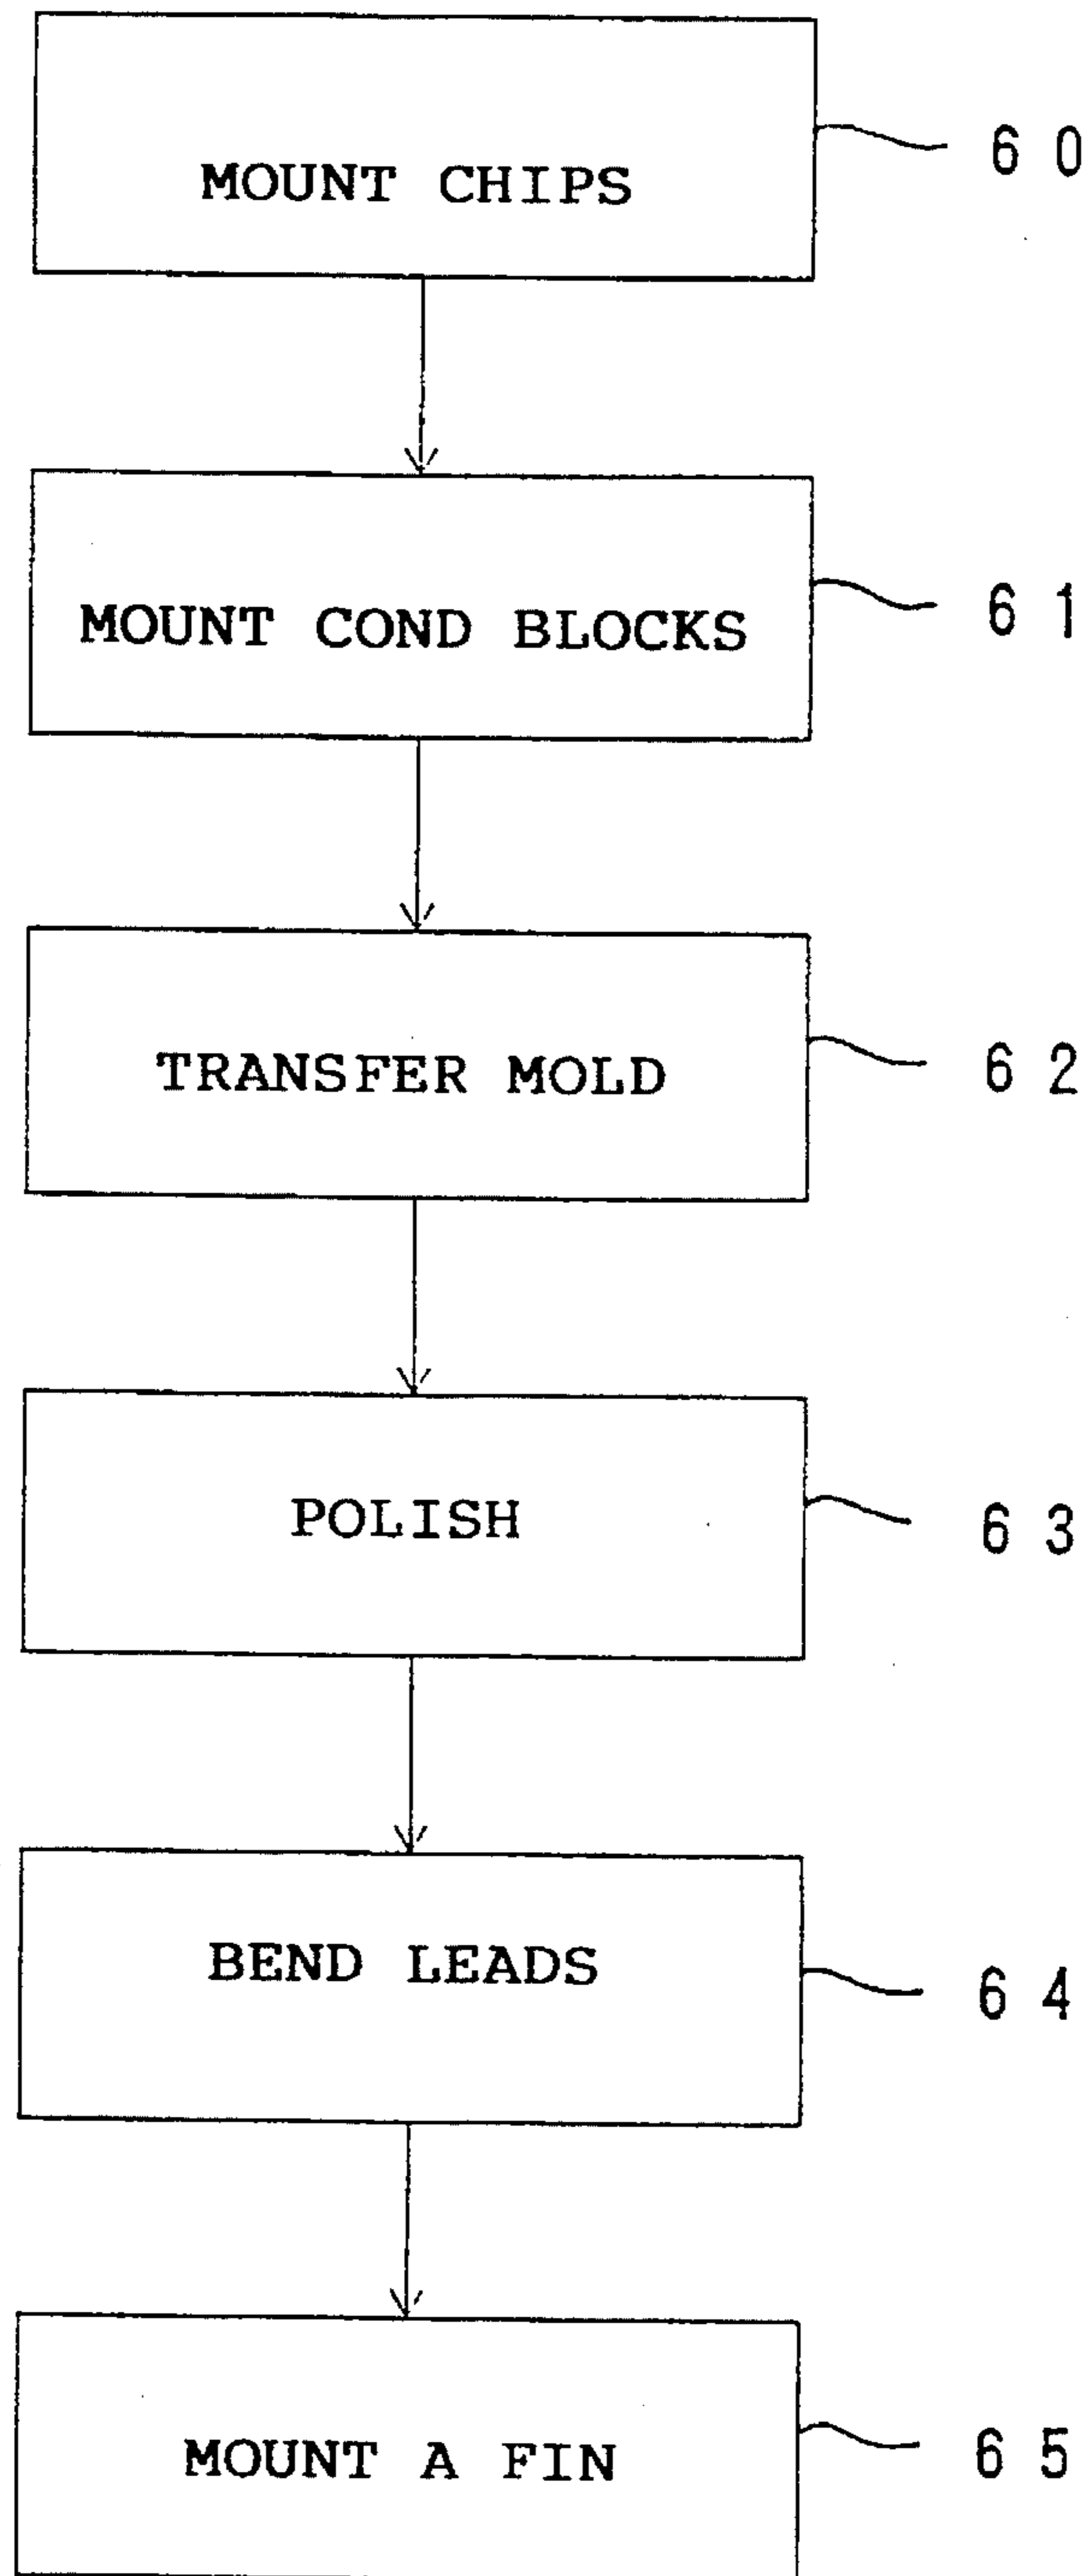 MOUNT CHIPS 60
MOUNT COND BLOCKS 61
TRANSFER MOLD 62
POLISH 63
BEND LEADS 64
MOUNT A FIN 65